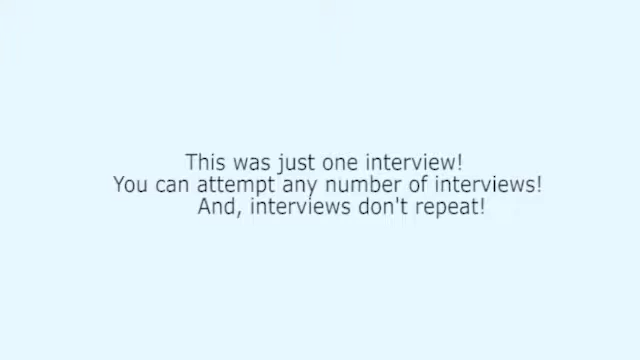 This was just one interview!
You can attempt any number of interviews!
And, interviews don't repeat!